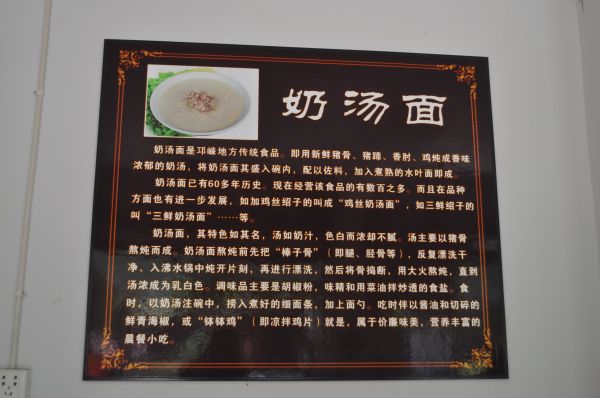 奶汤面
奶汤面是邛崃地方传统食品。即用新鲜猪骨、猪蹄、香肘、鸡炖成香味
浓郁的奶汤，将奶汤面其盛入碗内，配以佐料，加入煮熟的水叶面即成。
奶汤面已有60多年历史。现在经营该食品的有数百之多。而且在品种
方面也有进一步发展，如加鸡丝绍子的叫成“鸡丝奶汤面”，如三鲜绍子的
叫“三鲜奶汤面”……等。
奶汤面，其特色如其名，汤如奶汁，色白而浓却不腻。汤主要以猪骨
熬炖而成。奶汤面熬炖前先把“棒子骨”（即腿、胫骨等），反复漂洗干
净、入沸水锅中炖开片刻，再进行漂洗，然后将骨捣断，用大火熬炖，直到
汤浓成为乳白色。调味品主要是胡椒粉，味精和用菜油拌炒透的食盐。食
时，以奶汤注碗中，捞入煮好的细面条，加上面勺。吃时伴以酱油和切碎的
鲜青海椒，或“钵钵鸡”（即凉拌鸡片）就是，属于价廉味美，营养丰富的
晨餐小吃。